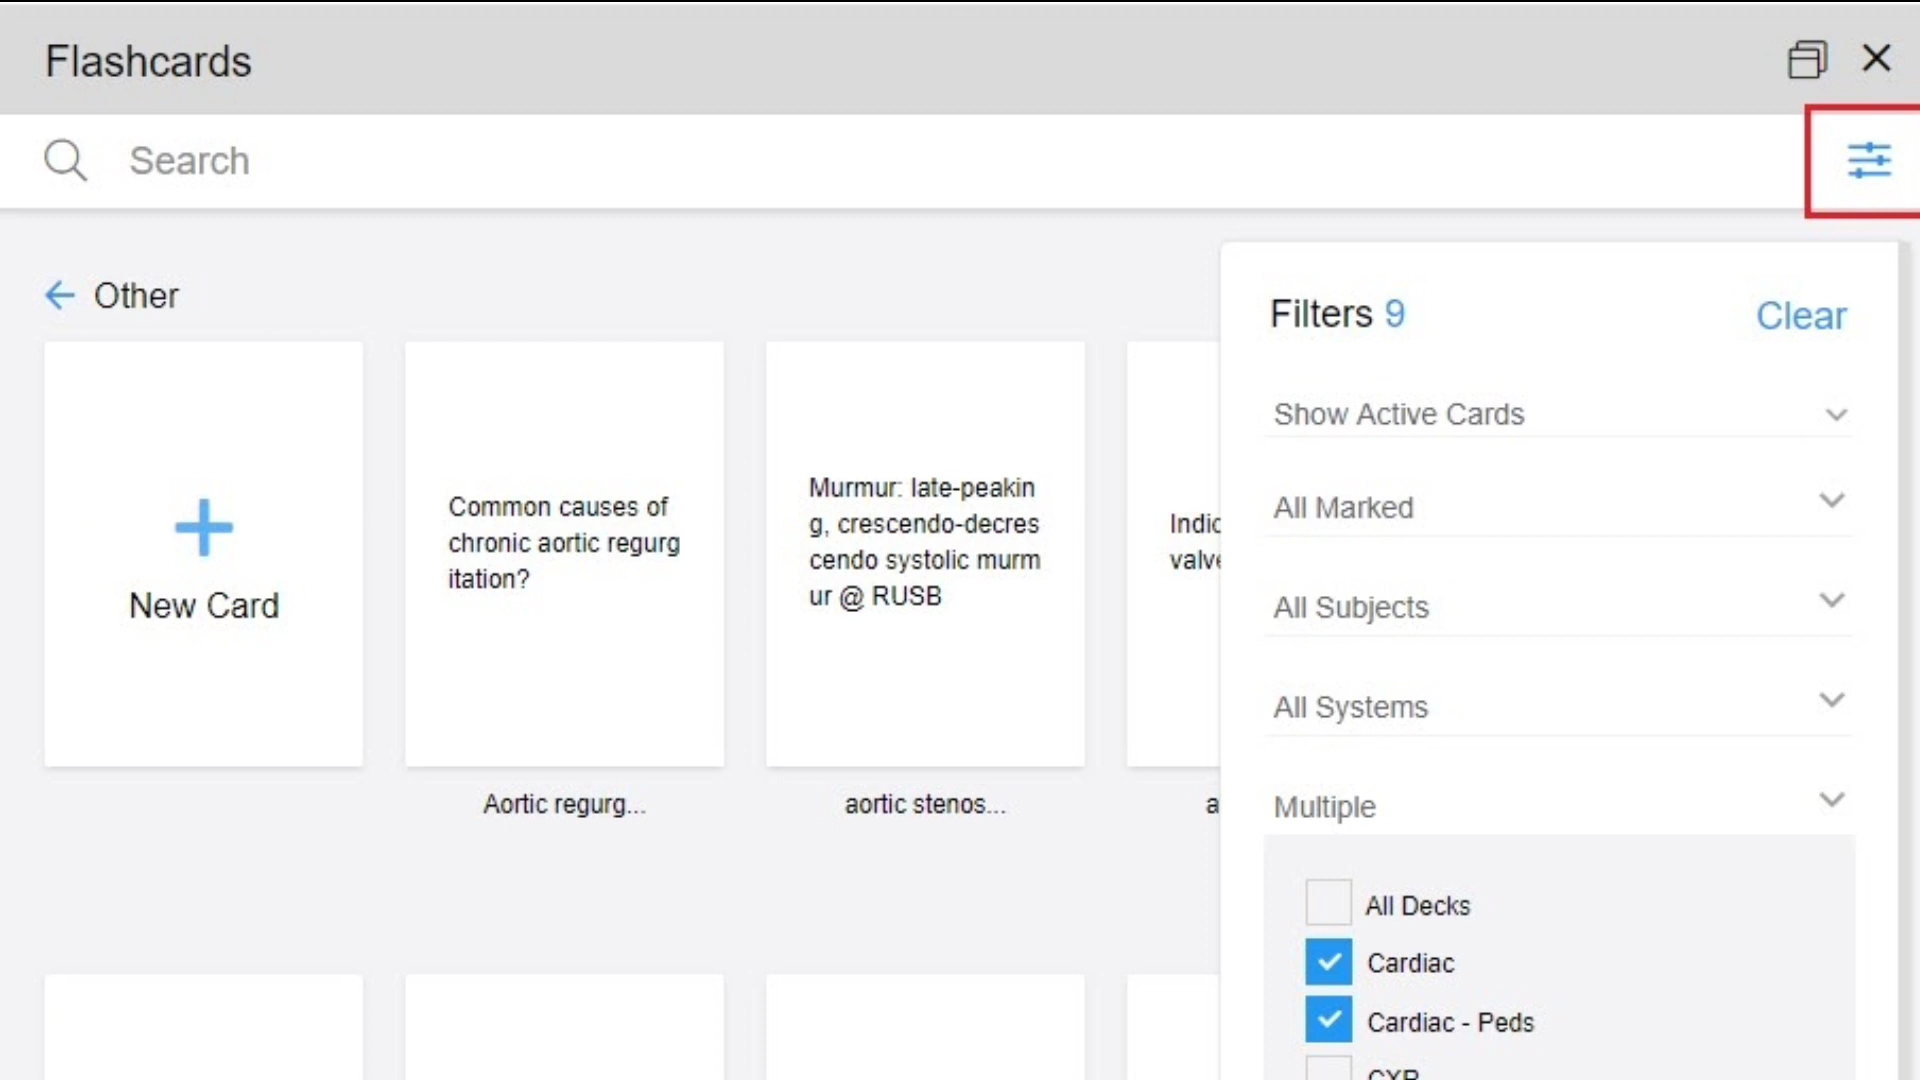 Flashcards
Search
Other
Filters 9
Clear
Show Active Cards
All Marked
All Subjects
All Systems
Multiple
All Decks
Cardiac
Cardiac - Peds
New Card
Common causes of
chronic aortic regurg
itation?
Aortic regurg...
Murmur: late-peakin
g, crescendo-decres
cendo systolic murm
ur @ RUSB
aortic stenos...